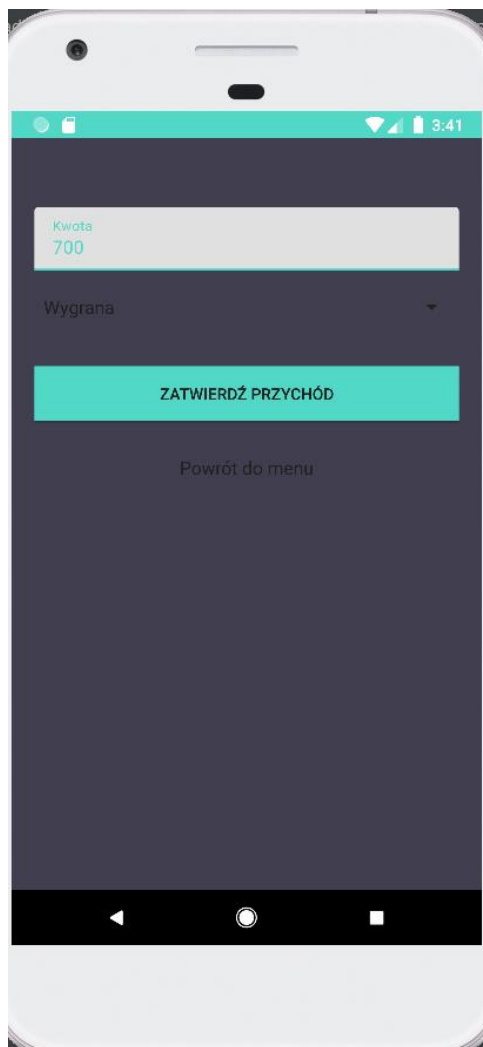 3:41
Kwota
700
Wygrana
ZATWIERDŹ PRZYCHÓD
Powrót do menu